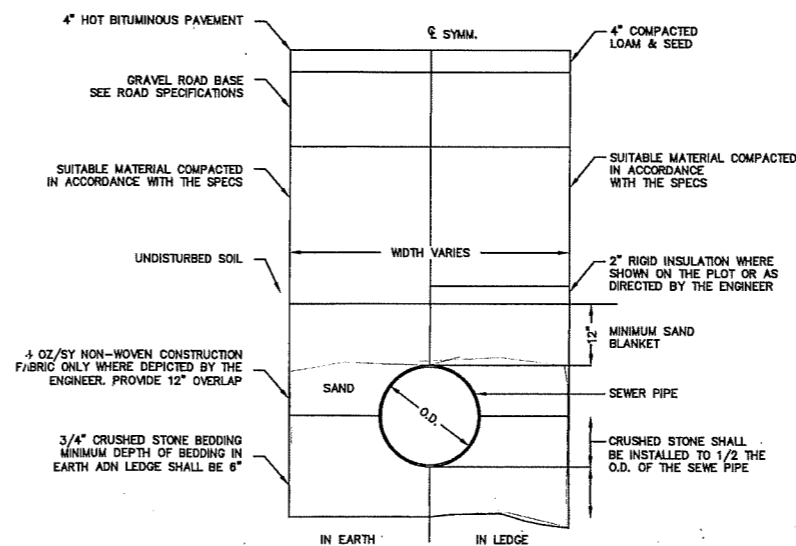 4" HOT BITUMINOUS PAVEMENT
℄ SYMM.
4" COMPACTED
LOAM & SEED
GRAVEL ROAD BASE
SEE ROAD SPECIFICATIONS
SUITABLE MATERIAL COMPACTED
IN ACCORDANCE WITH THE SPECS
SUITABLE MATERIAL COMPACTED
IN ACCORDANCE
WITH THE SPECS
WIDTH VARIES
UNDISTURBED SOIL
2" RIGID INSULATION WHERE
SHOWN ON THE PLOT OR AS
DIRECTED BY THE ENGINEER
12"
MINIMUM SAND
BLANKET
4 OZ/SY NON-WOVEN CONSTRUCTION
FABRIC ONLY WHERE DEPICTED BY THE
ENGINEER. PROVIDE 12" OVERLAP
SAND
O.D.
SEWER PIPE
3/4" CRUSHED STONE BEDDING
MINIMUM DEPTH OF BEDDING IN
EARTH ADN LEDGE SHALL BE 6"
CRUSHED STONE SHALL
BE INSTALLED TO 1/2 THE
O.D. OF THE SEWE PIPE
IN EARTH
IN LEDGE